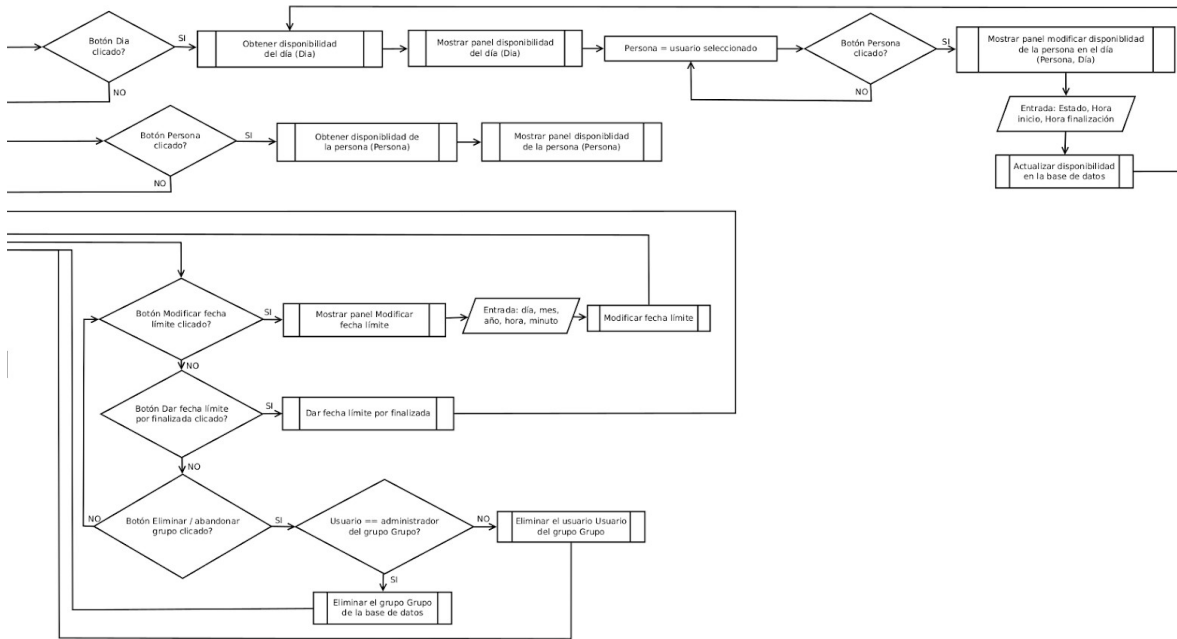 Botón Dia
clicado?
SI
NO
Obtener disponibilidad
del día (Dia)
Mostrar panel disponibilidad
del día (Dia)
Persona = usuario seleccionado
Botón Persona
clicado?
SI
NO
Mostrar panel modificar disponiblidad
de la persona en el día
(Persona, Día)
Entrada: Estado, Hora
inicio, Hora finalización
Actualizar disponibilidad
en la base de datos
Botón Persona
clicado?
SI
NO
Obtener disponiblidad de
la persona (Persona)
Mostrar panel disponiblidad
de la persona (Persona)
Botón Modificar fecha
límite clicado?
SI
NO
Mostrar panel Modificar
fecha límite
Entrada: día, mes,
año, hora, minuto
Modificar fecha límite
Botón Dar fecha límite
por finalizada clicado?
SI
NO
Dar fecha límite por finalizada
Botón Eliminar / abandonar
grupo clicado?
NO
SI
Usuario == administrador
del grupo Grupo?
NO
SI
Eliminar el usuario Usuario
del grupo Grupo
Eliminar el grupo Grupo
de la base de datos